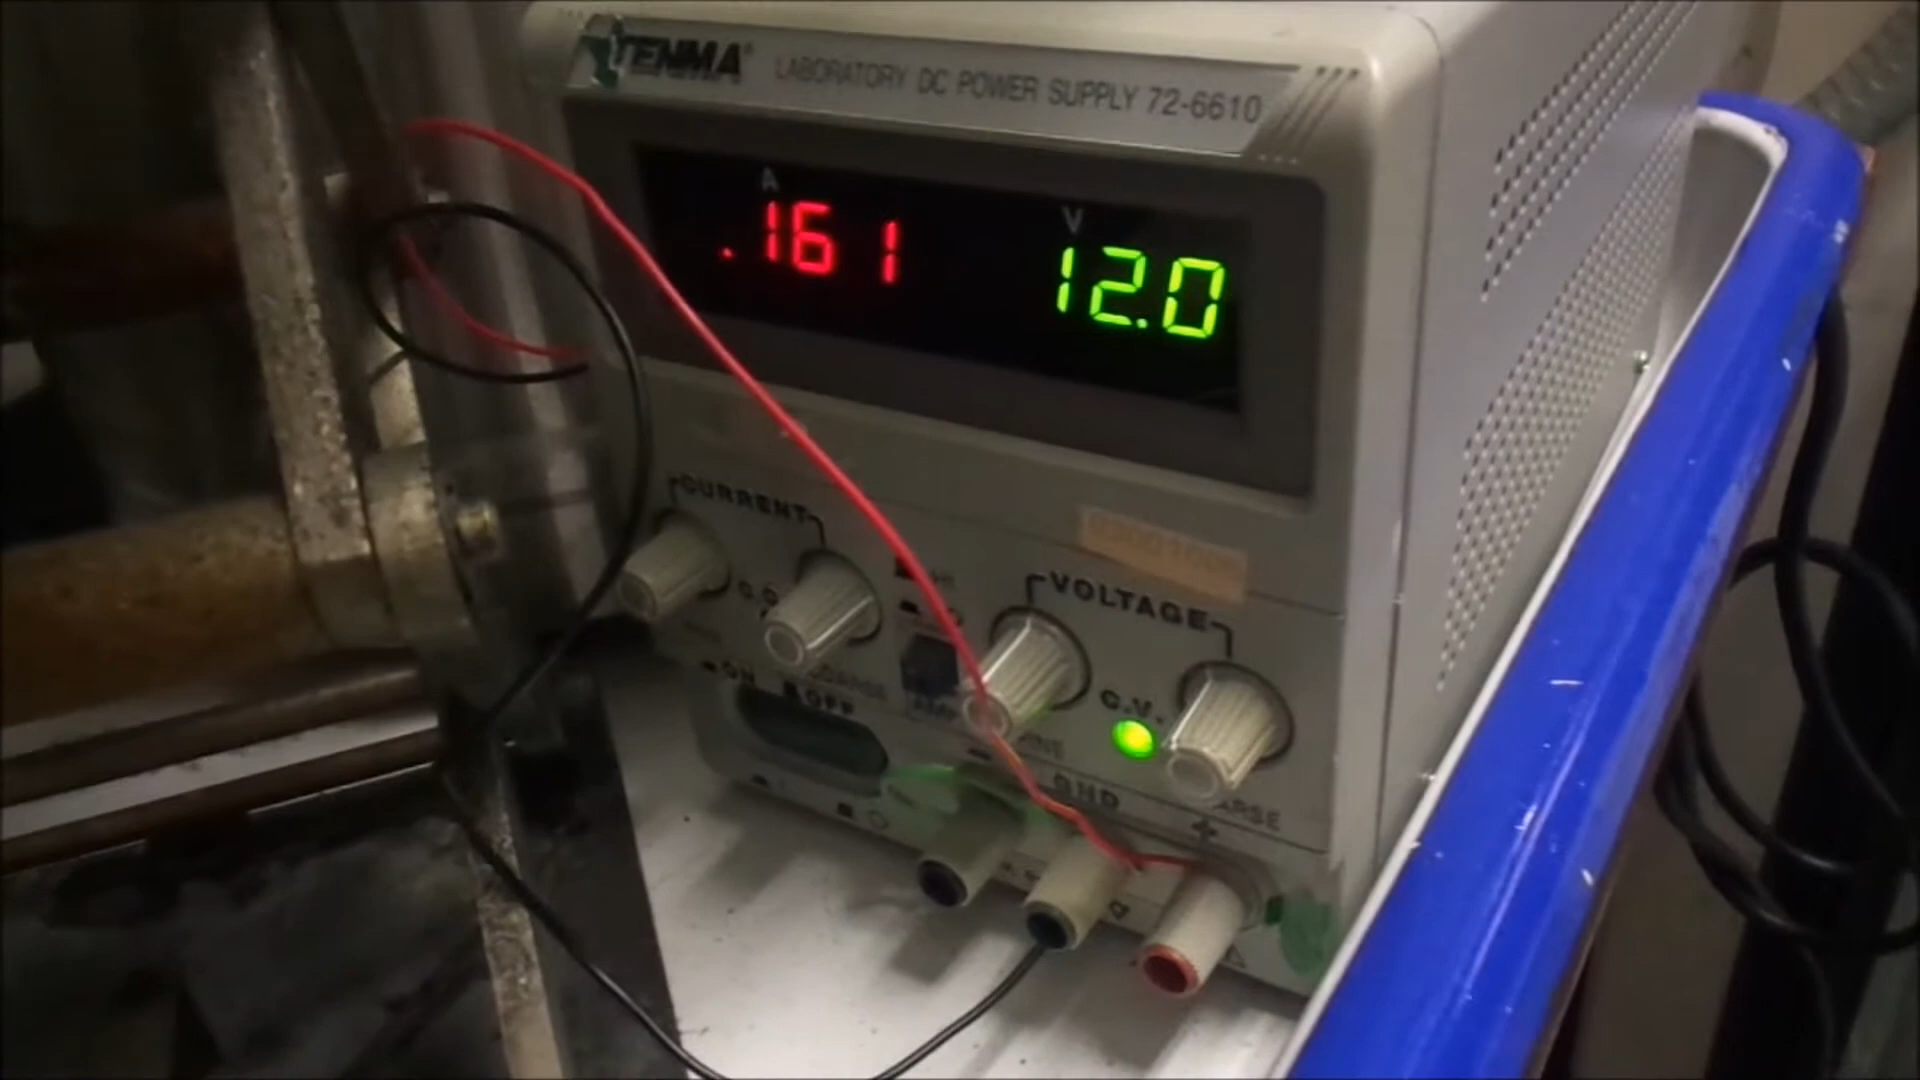 TENMA® LABORATORY DC POWER SUPPLY 72-6610
A V
.161 12.0
CURRENT
VOLTAGE
C.V.
ON
OFF
GND
+